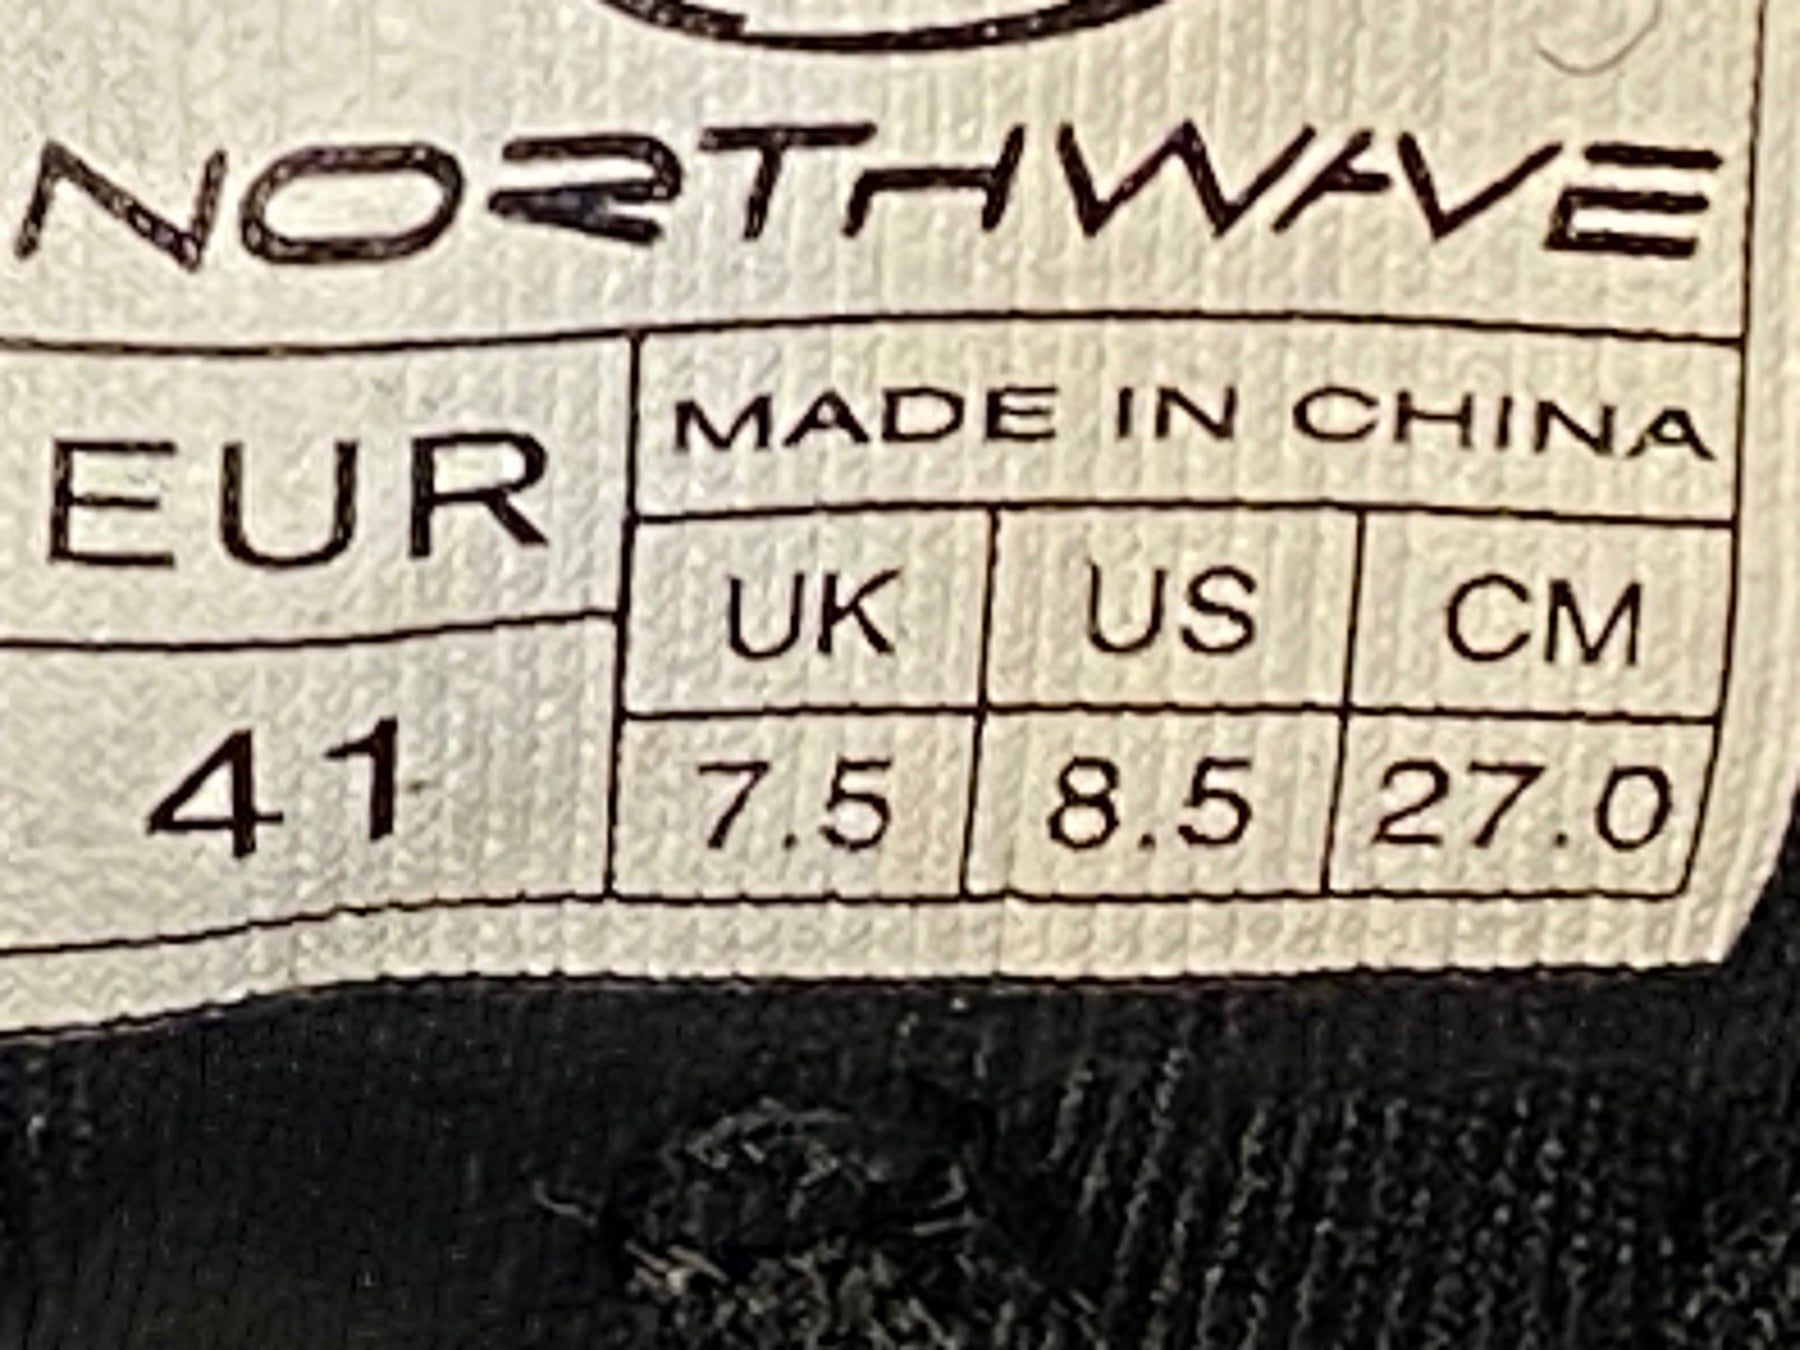 NORTHWAVE
EUR
MADE IN CHINA
UK US CM
41
7.5 8.5 27.0